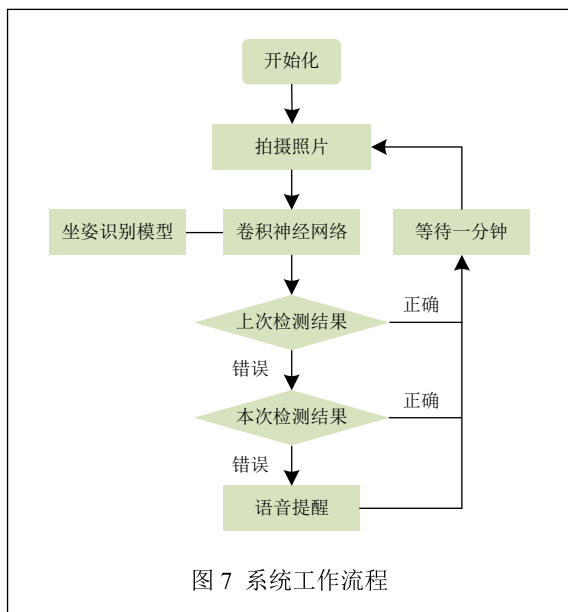 开始化
拍摄照片
坐姿识别模型
卷积神经网络
等待一分钟
上次检测结果
正确
错误
本次检测结果
正确
错误
语音提醒
图 7 系统工作流程